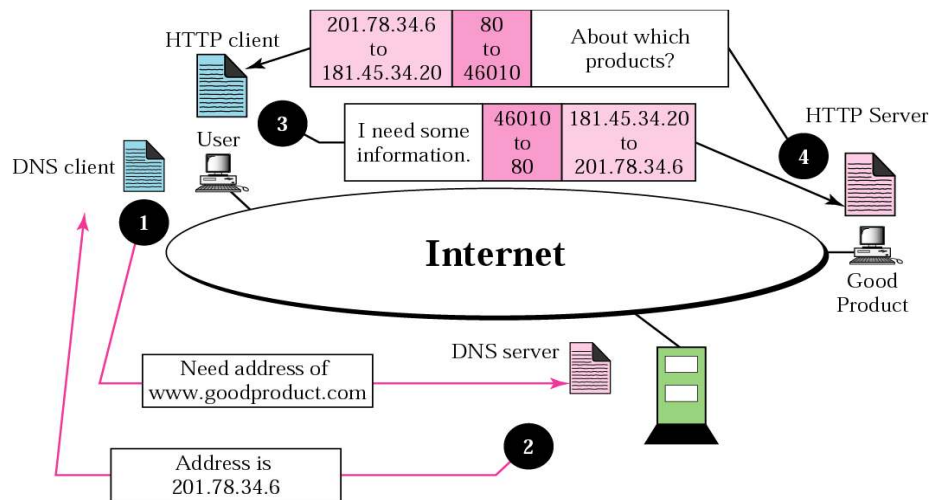 HTTP client
201.78.34.6
to
181.45.34.20
80
to
46010
About which
products?
3
I need some
information.
46010
to
80
181.45.34.20
to
201.78.34.6
4
HTTP Server
User
DNS client
1
Internet
Good
Product
DNS server
Need address of
www.goodproduct.com
2
Address is
201.78.34.6